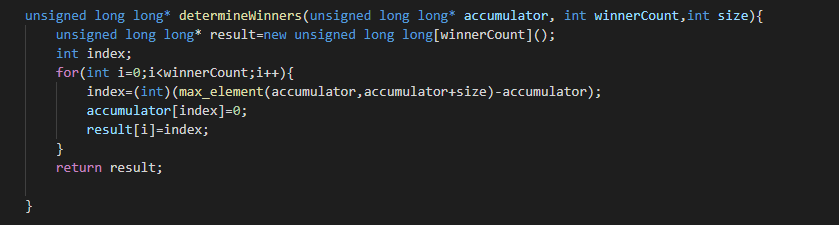 unsigned long long* determineWinners(unsigned long long* accumulator, int winnerCount,int size){
    unsigned long long* result=new unsigned long long[winnerCount]();
    int index;
    for(int i=0;i<winnerCount;i++){
        index=(int)(max_element(accumulator,accumulator+size)-accumulator);
        accumulator[index]=0;
        result[i]=index;
    }
    return result;

}